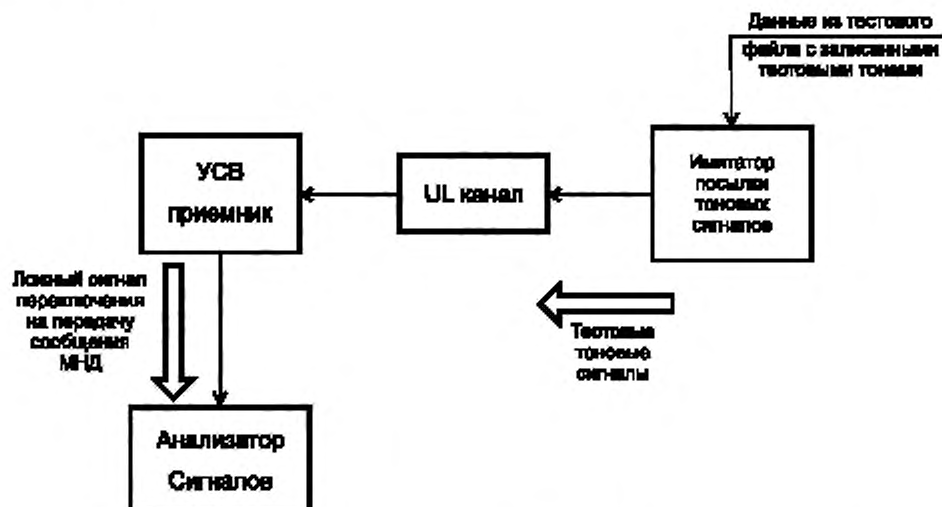 Данные из тестового
файла с записанными
тестовыми тонами
УСВ
приемник
UL канал
Имитатор
посылки
тоновых
сигналов
Ложный сигнал
переключения
на передачу
сообщения
МНД
Тестовые
тоновые
сигналы
Анализатор
Сигналов